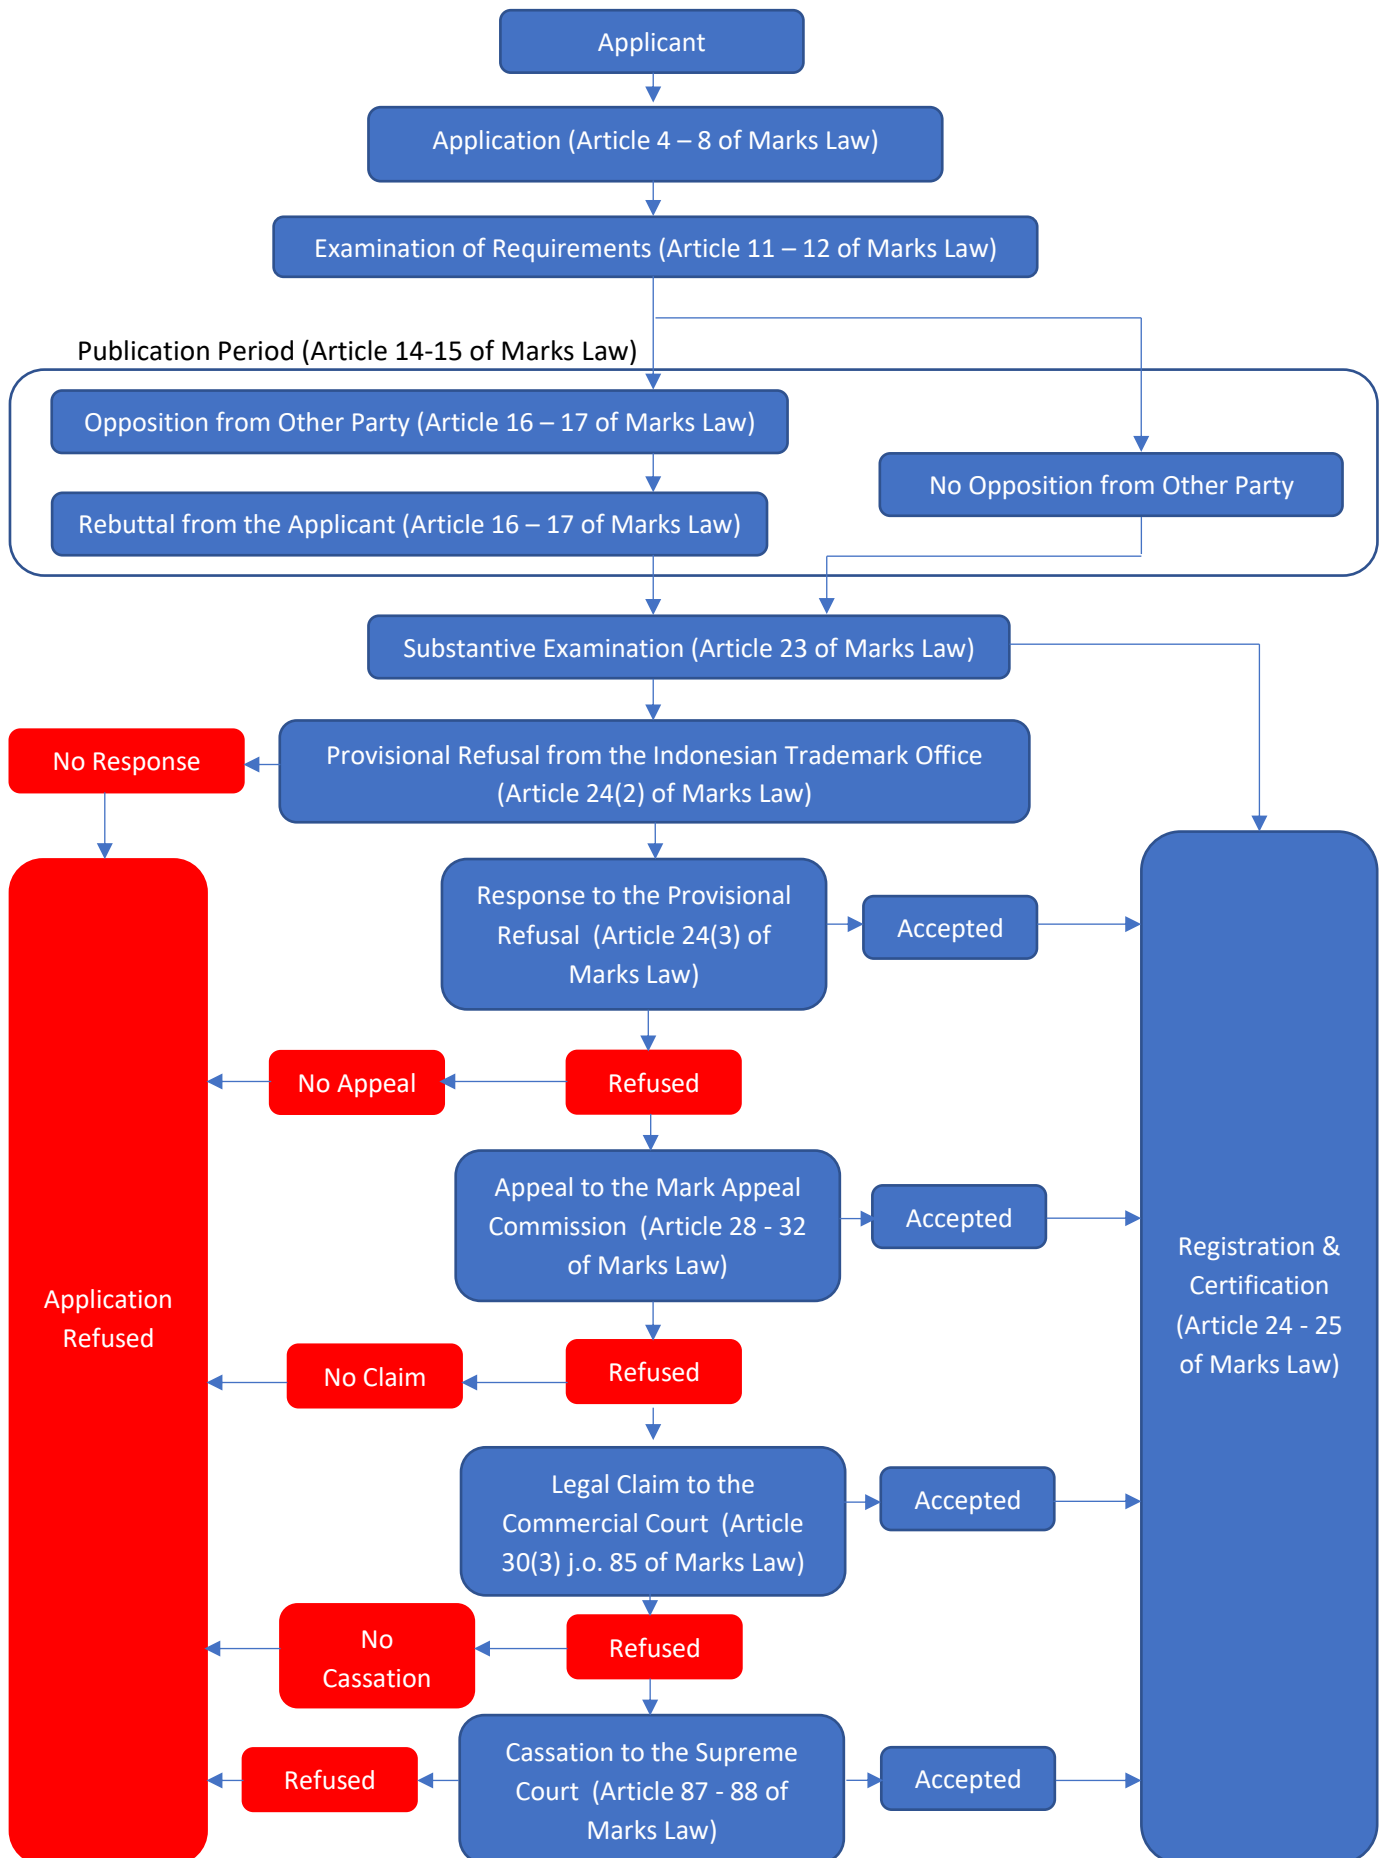 Applicant
Application (Article 4 – 8 of Marks Law)
Examination of Requirements (Article 11 – 12 of Marks Law)
Publication Period (Article 14-15 of Marks Law)
Opposition from Other Party (Article 16 – 17 of Marks Law)
No Opposition from Other Party
Rebuttal from the Applicant (Article 16 – 17 of Marks Law)
Substantive Examination (Article 23 of Marks Law)
No Response
Provisional Refusal from the Indonesian Trademark Office
(Article 24(2) of Marks Law)
Response to the Provisional
Refusal  (Article 24(3) of
Marks Law)
Accepted
No Appeal
Refused
Appeal to the Mark Appeal
Commission  (Article 28 - 32
of Marks Law)
Accepted
Application
Refused
Registration &
Certification
(Article 24 - 25
of Marks Law)
No Claim
Refused
Legal Claim to the
Commercial Court  (Article
30(3) j.o. 85 of Marks Law)
Accepted
No
Cassation
Refused
Refused
Cassation to the Supreme
Court  (Article 87 - 88 of
Marks Law)
Accepted